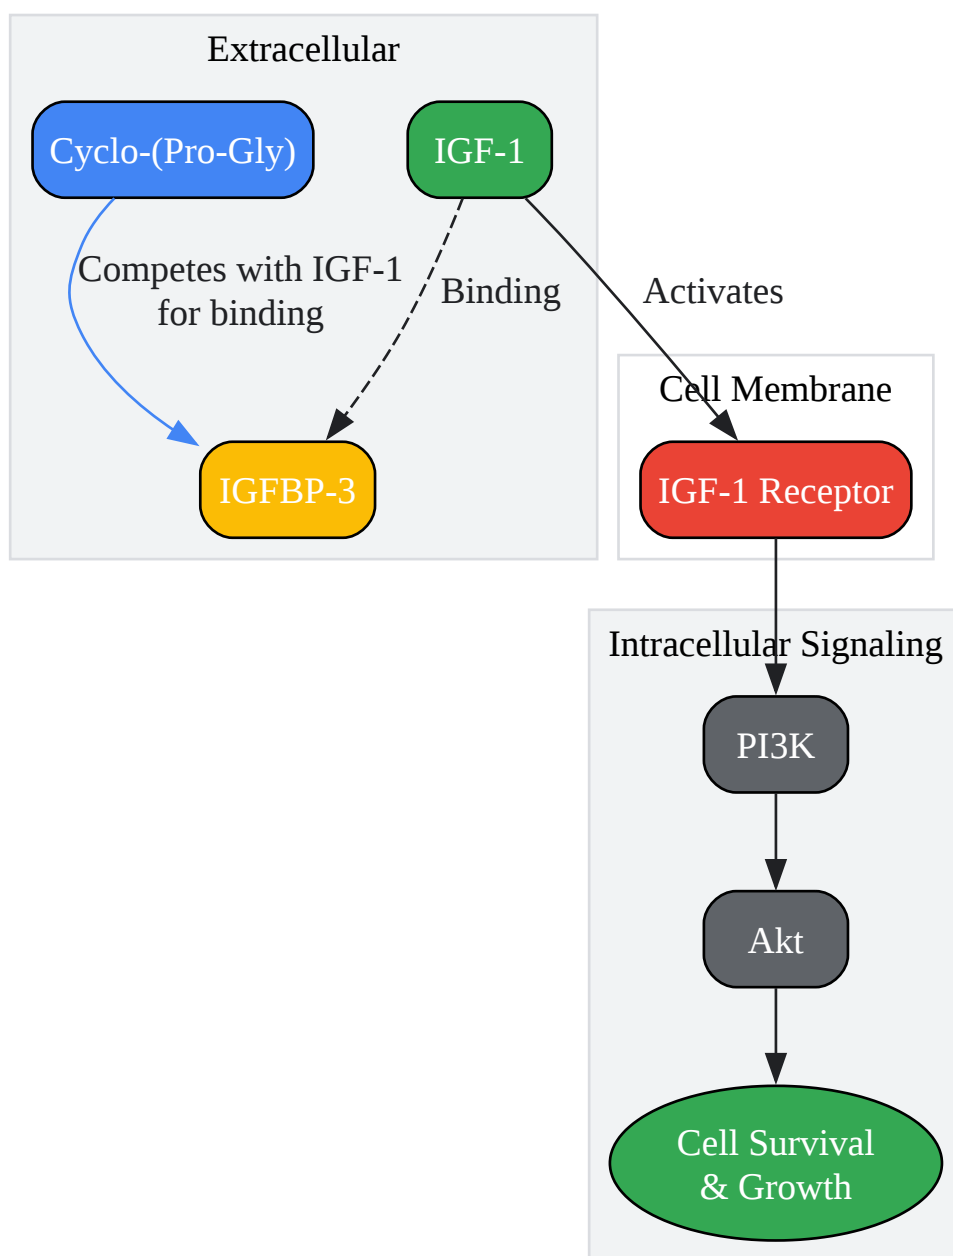 Extracellular
Cyclo-(Pro-Gly)
IGF-1
Competes with IGF-1
for binding
Binding
Activates
Cell Membrane
IGFBP-3
IGF-1 Receptor
Intracellular Signaling
PI3K
Akt
Cell Survival
& Growth